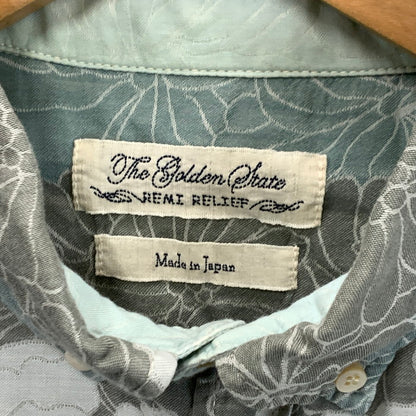 The Golden State
REMI RELIEF
Made in Japan